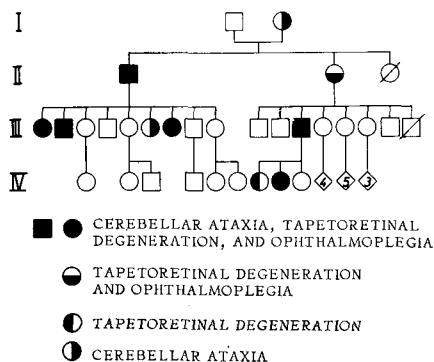 I
II
III
IV
4 5 3
CEREBELLAR ATAXIA, TAPETORETINAL
DEGENERATION, AND OPHTHALMOPLEGIA
TAPETORETINAL DEGENERATION
AND OPHTHALMOPLEGIA
TAPETORETINAL DEGENERATION
CEREBELLAR ATAXIA